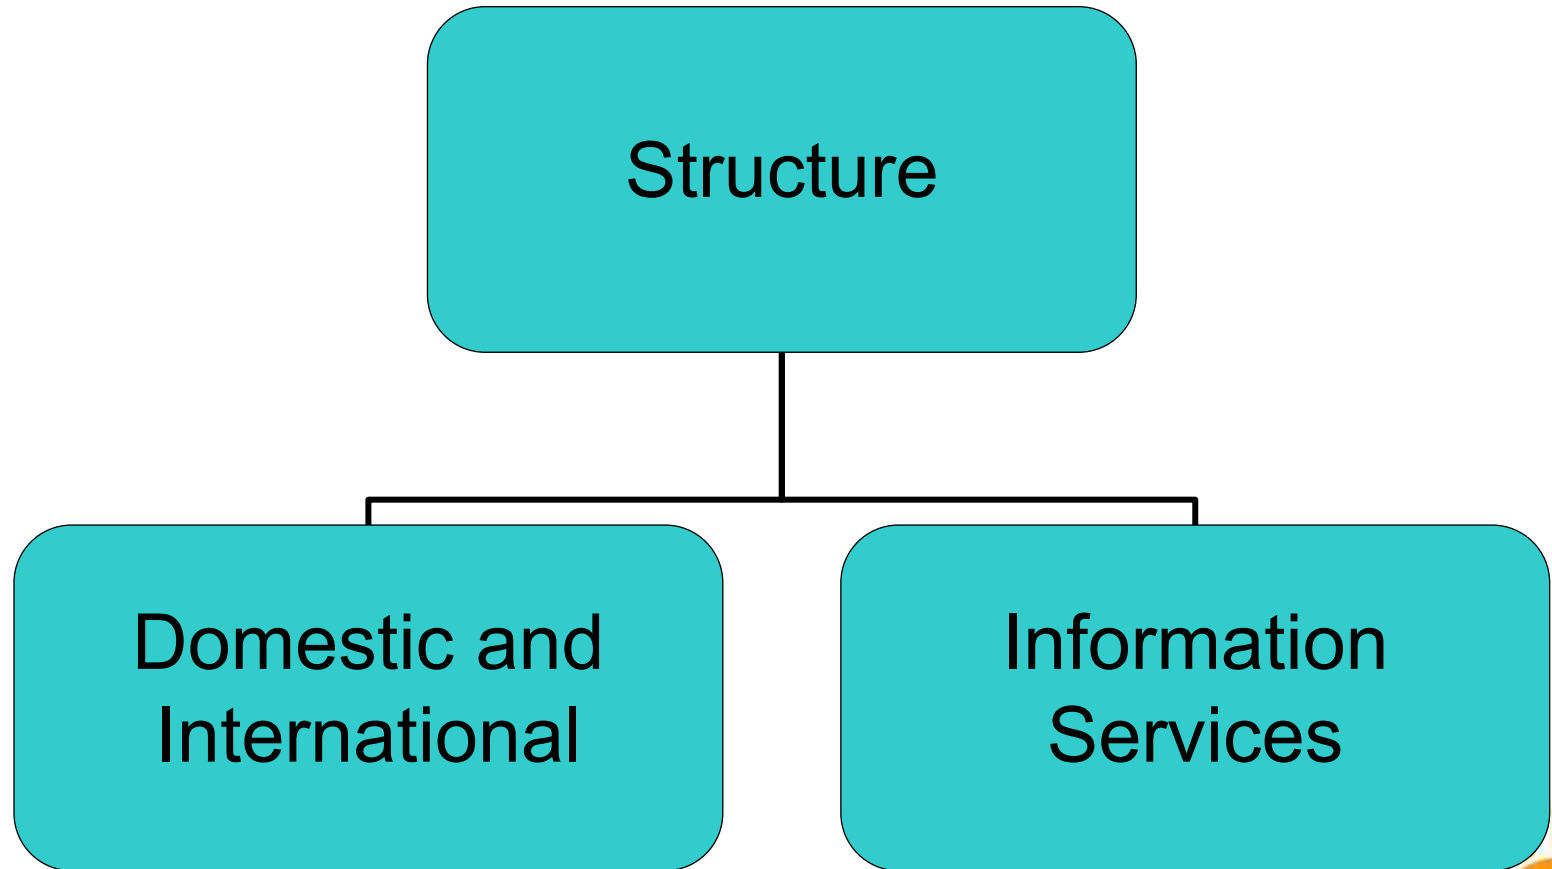 Structure
Domestic and
International
Information
Services